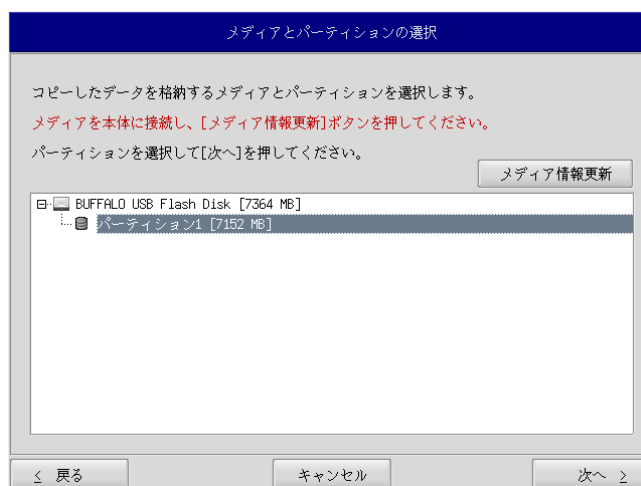 メディアとパーティションの選択
コピーしたデータを格納するメディアとパーティションを選択します。
メディアを本体に接続し、[メディア情報更新]ボタンを押してください。
パーティションを選択して[次へ]を押してください。
メディア情報更新
BUFFALO USB Flash Disk [7364 MB]
パーティション1 [7152 MB]
< 戻る
キャンセル
次へ >